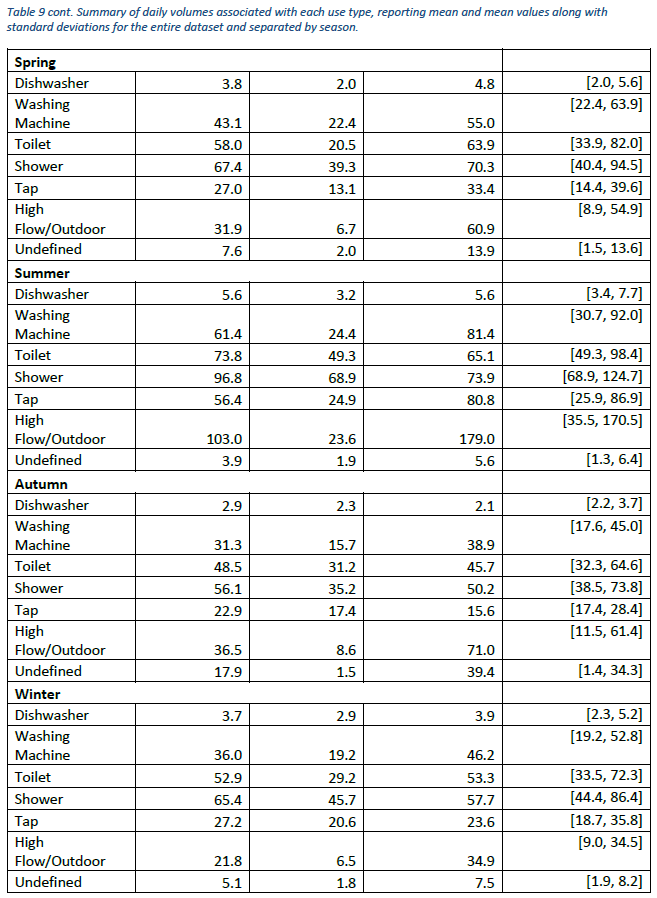 Table 9 cont. Summary of daily volumes associated with each use type, reporting mean and mean values along with
standard deviations for the entire dataset and separated by season.
Spring
Dishwasher 3.8 2.0 4.8 [2.0, 5.6]
Washing [22.4, 63.9]
Machine 43.1 22.4 55.0
Toilet 58.0 20.5 63.9 [33.9, 82.0]
Shower 67.4 39.3 70.3 [40.4, 94.5]
Tap 27.0 13.1 33.4 [14.4, 39.6]
High [8.9, 54.9]
Flow/Outdoor 31.9 6.7 60.9
Undefined 7.6 2.0 13.9 [1.5, 13.6]
Summer
Dishwasher 5.6 3.2 5.6 [3.4, 7.7]
Washing [30.7, 92.0]
Machine 61.4 24.4 81.4
Toilet 73.8 49.3 65.1 [49.3, 98.4]
Shower 96.8 68.9 73.9 [68.9, 124.7]
Tap 56.4 24.9 80.8 [25.9, 86.9]
High [35.5, 170.5]
Flow/Outdoor 103.0 23.6 179.0
Undefined 3.9 1.9 5.6 [1.3, 6.4]
Autumn
Dishwasher 2.9 2.3 2.1 [2.2, 3.7]
Washing [17.6, 45.0]
Machine 31.3 15.7 38.9
Toilet 48.5 31.2 45.7 [32.3, 64.6]
Shower 56.1 35.2 50.2 [38.5, 73.8]
Tap 22.9 17.4 15.6 [17.4, 28.4]
High [11.5, 61.4]
Flow/Outdoor 36.5 8.6 71.0
Undefined 17.9 1.5 39.4 [1.4, 34.3]
Winter
Dishwasher 3.7 2.9 3.9 [2.3, 5.2]
Washing [19.2, 52.8]
Machine 36.0 19.2 46.2
Toilet 52.9 29.2 53.3 [33.5, 72.3]
Shower 65.4 45.7 57.7 [44.4, 86.4]
Tap 27.2 20.6 23.6 [18.7, 35.8]
High [9.0, 34.5]
Flow/Outdoor 21.8 6.5 34.9
Undefined 5.1 1.8 7.5 [1.9, 8.2]